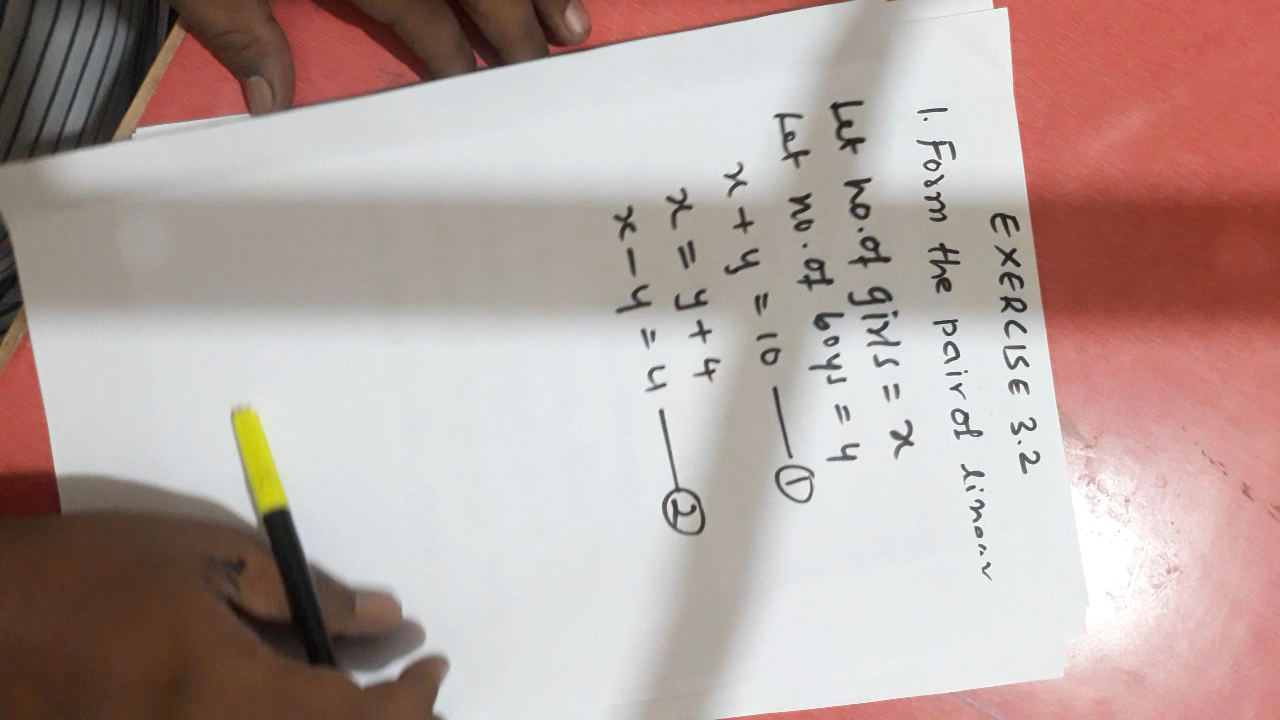 EXERCISE 3.2
1. Form the pair of linear
Let no. of girls = x
Let no. of boys = y
x + y = 10 — ①
x = y + 4
x - y = 4 — ②